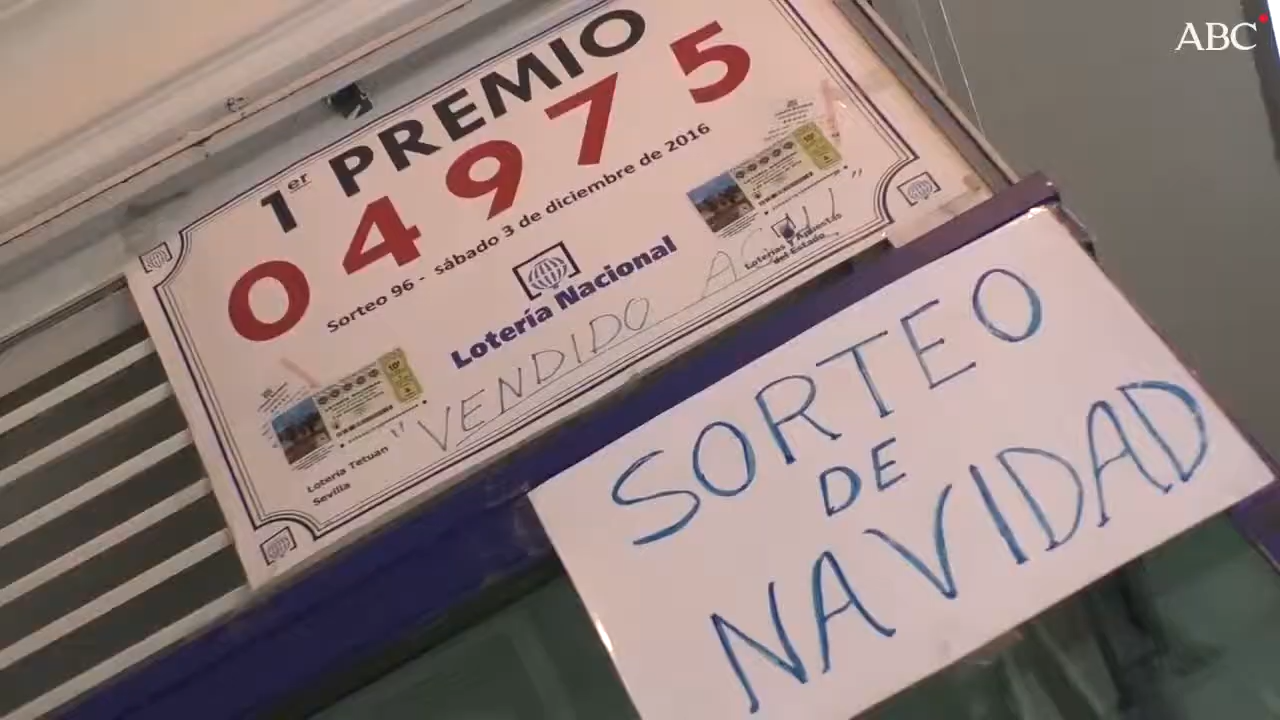 ABC
1er PREMIO
04975
Sorteo 96 - sábado 3 de diciembre de 2016
Lotería Nacional
Loterías y Apuestas
del Estado
"VENDIDO AQUÍ"
Lotería Tetuan
Sevilla
SORTEO
DE
NAVIDAD